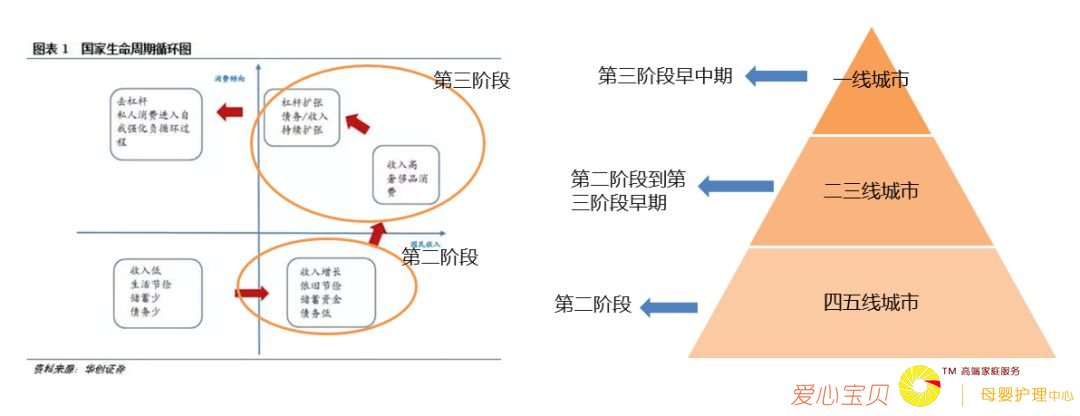 图表 1 国家生命周期循环图
消费倾向
第三阶段
去杠杆
私人消费进入自
我强化负循环过
程
杠杆扩张
债务/收入
持续扩张
收入高
奢侈品消
费
国民收入
第二阶段
收入低
生活节俭
储蓄少
债务少
收入增长
依旧节俭
储蓄资金
债务低
资料来源：华创证券
第三阶段早中期
一线城市
第二阶段到第
三阶段早期
二三线城市
第二阶段
四五线城市
爱心宝贝
TM 高端家庭服务
母婴护理中心